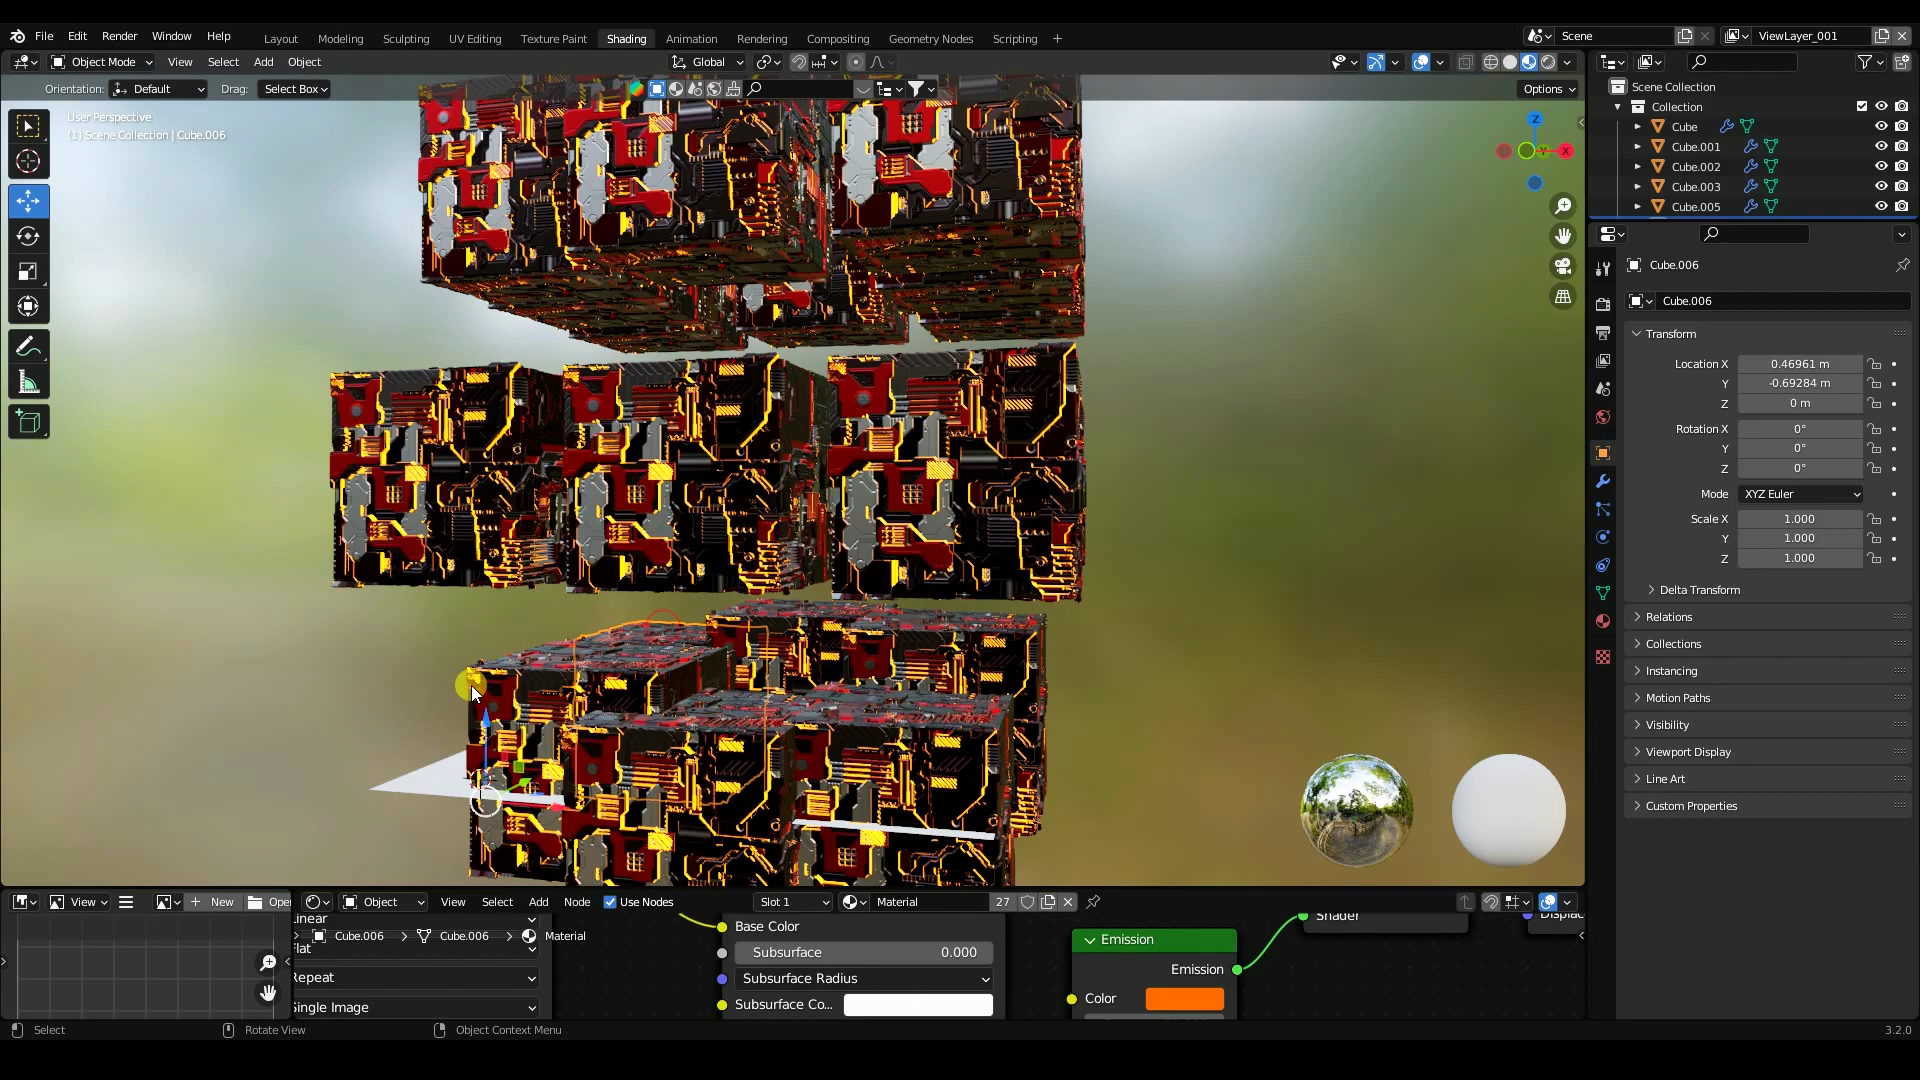 File Edit Render Window Help
Layout Modeling Sculpting UV Editing Texture Paint Shading Animation Rendering Compositing Geometry Nodes Scripting +
Scene
ViewLayer_001
Object Mode View Select Add Object
Global
Orientation: Default Drag: Select Box
Options
User Perspective
(1) Scene Collection | Cube.006
Z
X
Y
Scene Collection
Collection
Cube
Cube.001
Cube.002
Cube.003
Cube.005
Cube.006
Cube.006
Transform
Location X 0.46961 m
Y -0.69284 m
Z 0 m
Rotation X 0°
Y 0°
Z 0°
Mode XYZ Euler
Scale X 1.000
Y 1.000
Z 1.000
Delta Transform
Relations
Collections
Instancing
Motion Paths
Visibility
Viewport Display
Line Art
Custom Properties
View
+ New
Open
Object View Select Add Node Use Nodes
Slot 1
Material 27
Linear
Cube.006 > Cube.006 > Material
Flat
Repeat
Single Image
Base Color
Subsurface 0.000
Subsurface Radius
Subsurface Co...
Emission
Emission
Color
Shader
Displac
Select
Rotate View
Object Context Menu
3.2.0